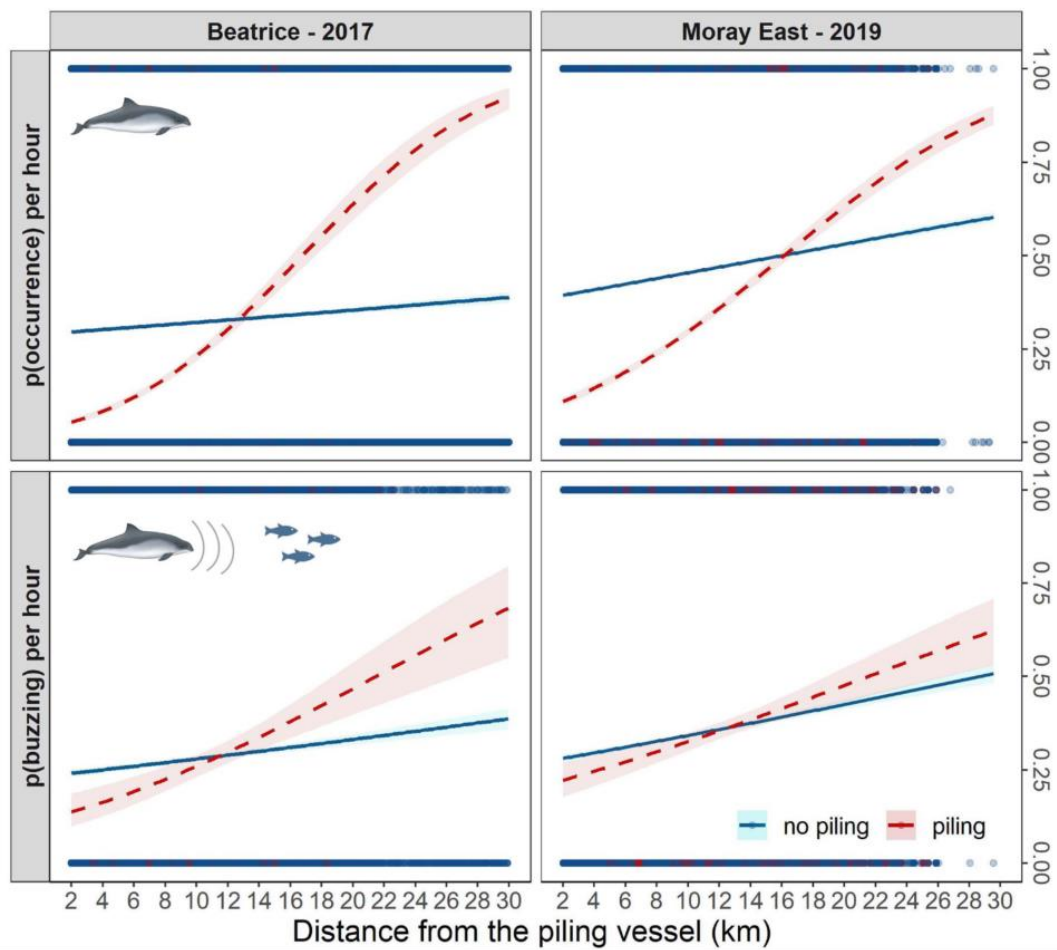 Beatrice - 2017
Moray East - 2019
p(occurrence) per hour
1.00
0.75
0.50
0.25
0.00
p(buzzing) per hour
1.00
0.75
0.50
0.25
0.00
no piling piling
2 4 6 8 10 12 14 16 18 20 22 24 26 28 30
2 4 6 8 10 12 14 16 18 20 22 24 26 28 30
Distance from the piling vessel (km)